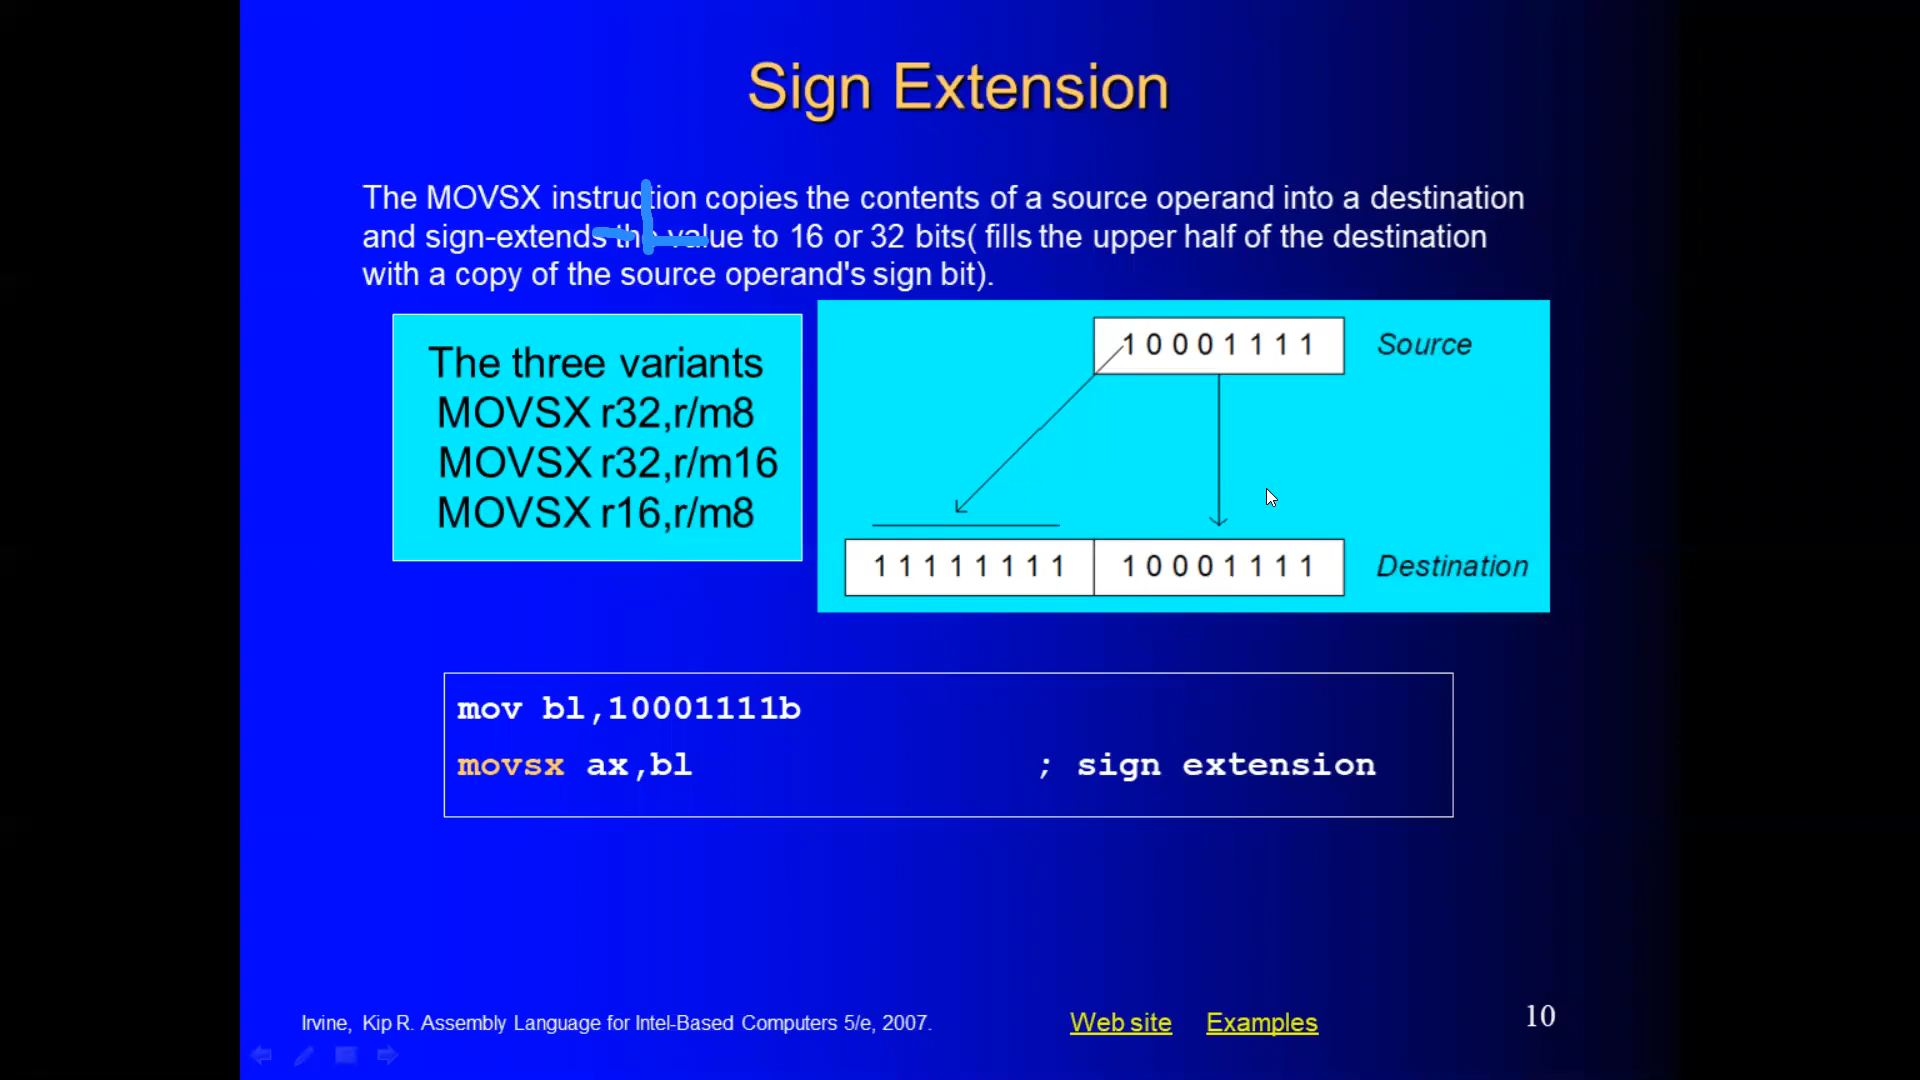 Sign Extension
The MOVSX instruction copies the contents of a source operand into a destination
and sign-extends the value to 16 or 32 bits( fills the upper half of the destination
with a copy of the source operand's sign bit).
The three variants
MOVSX r32,r/m8
MOVSX r32,r/m16
MOVSX r16,r/m8
1 0 0 0 1 1 1 1 Source
1 1 1 1 1 1 1 1 1 0 0 0 1 1 1 1 Destination
mov bl,10001111b
movsx ax,bl ; sign extension
Irvine, Kip R. Assembly Language for Intel-Based Computers 5/e, 2007. Web site Examples 10